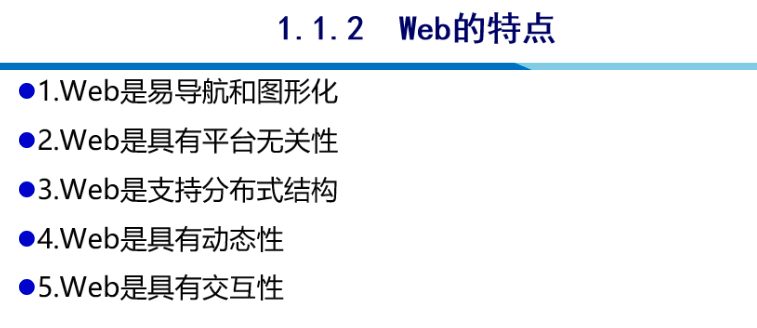 1.1.2 Web的特点
●1.Web是易导航和图形化
●2.Web是具有平台无关性
●3.Web是支持分布式结构
●4.Web是具有动态性
●5.Web是具有交互性